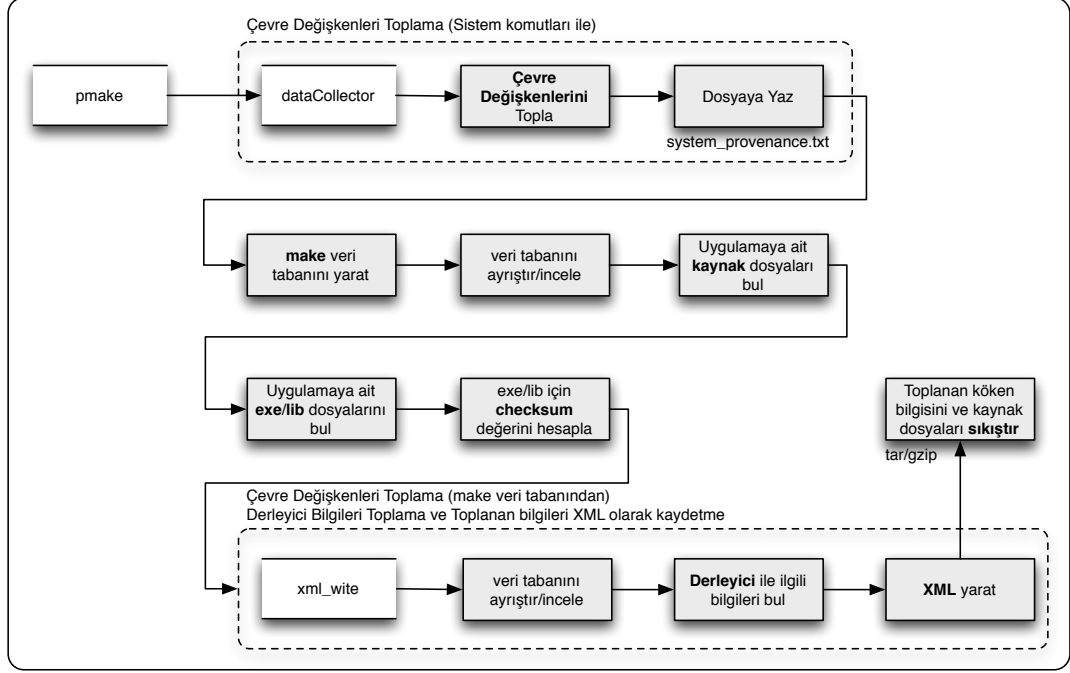 Çevre Değişkenleri Toplama (Sistem komutları ile)
pmake
dataCollector
Çevre
Değişkenlerini
Topla
Dosyaya Yaz
system_provenance.txt
make veri
tabanını yarat
veri tabanını
ayrıştır/incele
Uygulamaya ait
kaynak dosyaları
bul
Uygulamaya ait
exe/lib dosyalarını
bul
exe/lib için
checksum
değerini hesapla
Toplanan köken
bilgisini ve kaynak
dosyaları sıkıştır
tar/gzip
Çevre Değişkenleri Toplama (make veri tabanından)
Derleyici Bilgileri Toplama ve Toplanan bilgileri XML olarak kaydetme
xml_wite
veri tabanını
ayrıştır/incele
Derleyici ile ilgili
bilgileri bul
XML yarat